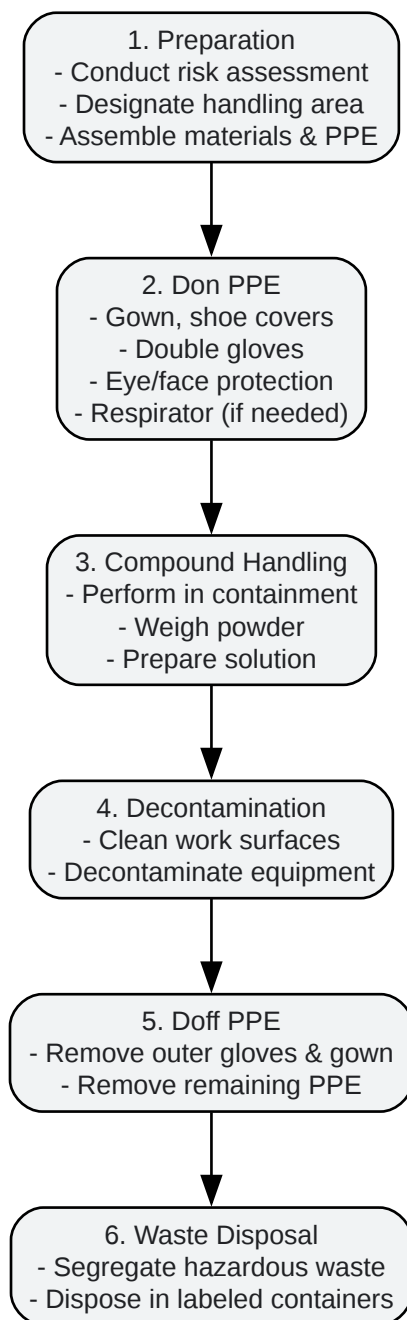 1. Preparation
- Conduct risk assessment
- Designate handling area
- Assemble materials & PPE
2. Don PPE
- Gown, shoe covers
- Double gloves
- Eye/face protection
- Respirator (if needed)
3. Compound Handling
- Perform in containment
- Weigh powder
- Prepare solution
4. Decontamination
- Clean work surfaces
- Decontaminate equipment
5. Doff PPE
- Remove outer gloves & gown
- Remove remaining PPE
6. Waste Disposal
- Segregate hazardous waste
- Dispose in labeled containers